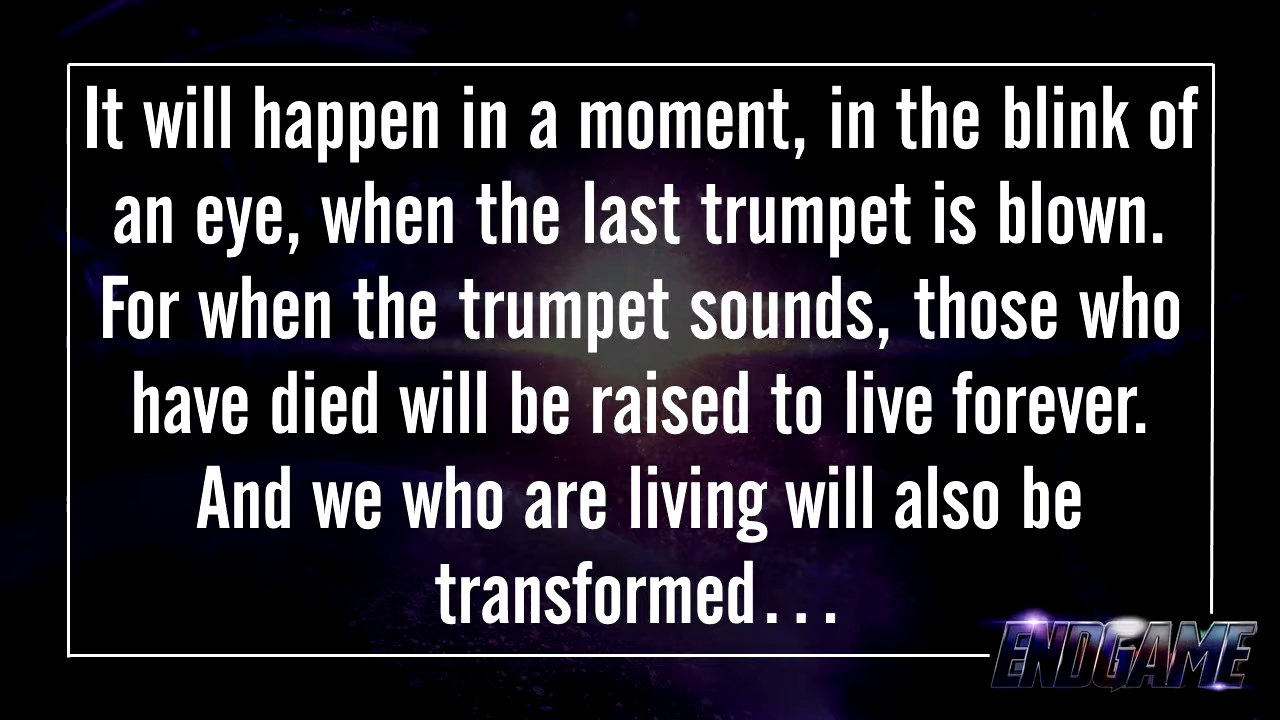 It will happen in a moment, in the blink of
an eye, when the last trumpet is blown.
For when the trumpet sounds, those who
have died will be raised to live forever.
And we who are living will also be
transformed...
ENDGAME